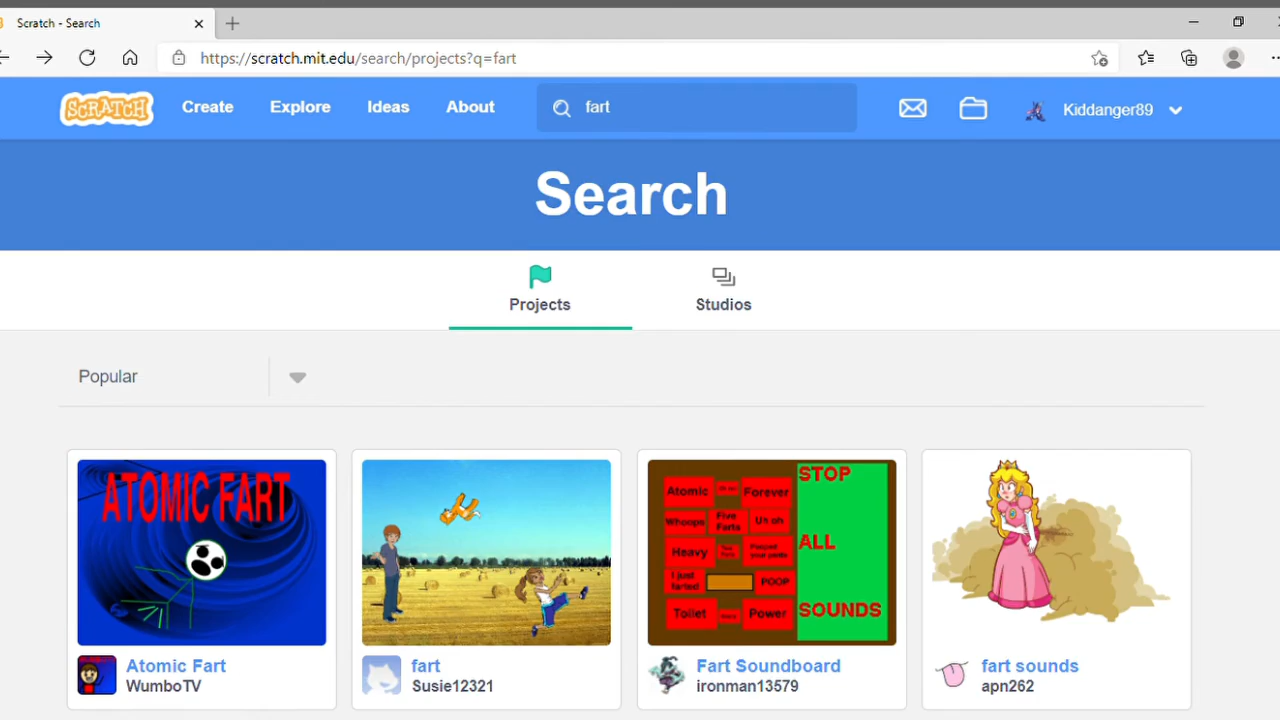 Scratch - Search
https://scratch.mit.edu/search/projects?q=fart
SCRATCH
Create
Explore
Ideas
About
fart
Kiddanger89
Search
Projects
Studios
Popular
ATOMIC FART
Atomic
Forever
STOP
Whoops
Five
Farts
Uh oh
Heavy
Pooped
your pants
ALL
I just
farted
POOP
Toilet
Power
SOUNDS
Atomic Fart
WumboTV
fart
Susie12321
Fart Soundboard
ironman13579
fart sounds
apn262